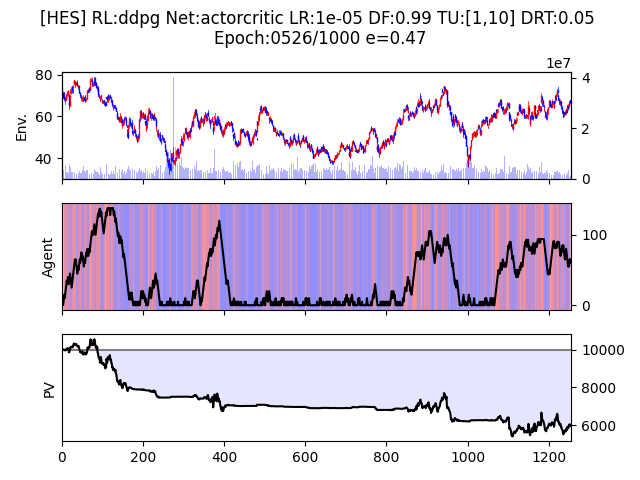 [HES] RL:ddpg Net:actorcritic LR:1e-05 DF:0.99 TU:[1,10] DRT:0.05
Epoch:0526/1000 e=0.47
1e7
80
60
40
Env.
4
2
0
Agent
100
0
PV
10000
8000
6000
0 200 400 600 800 1000 1200